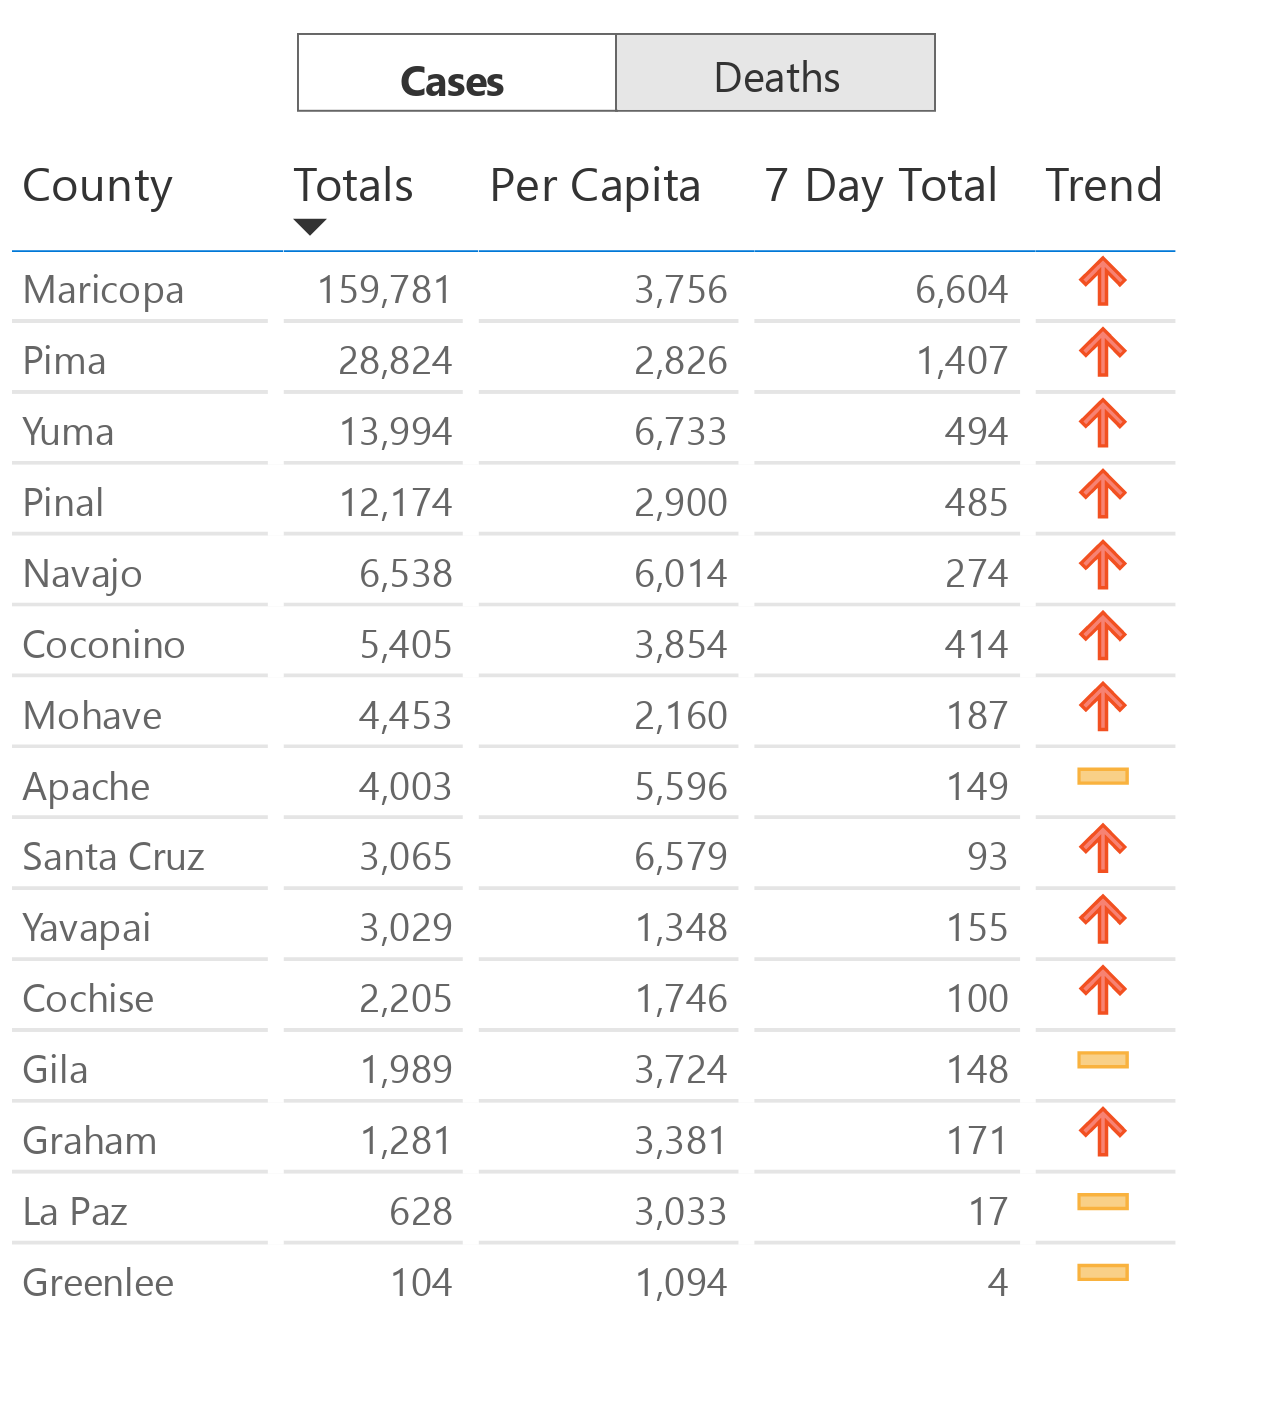 Cases Deaths
County Totals Per Capita 7 Day Total Trend
Maricopa 159,781 3,756 6,604
Pima 28,824 2,826 1,407
Yuma 13,994 6,733 494
Pinal 12,174 2,900 485
Navajo 6,538 6,014 274
Coconino 5,405 3,854 414
Mohave 4,453 2,160 187
Apache 4,003 5,596 149
Santa Cruz 3,065 6,579 93
Yavapai 3,029 1,348 155
Cochise 2,205 1,746 100
Gila 1,989 3,724 148
Graham 1,281 3,381 171
La Paz 628 3,033 17
Greenlee 104 1,094 4